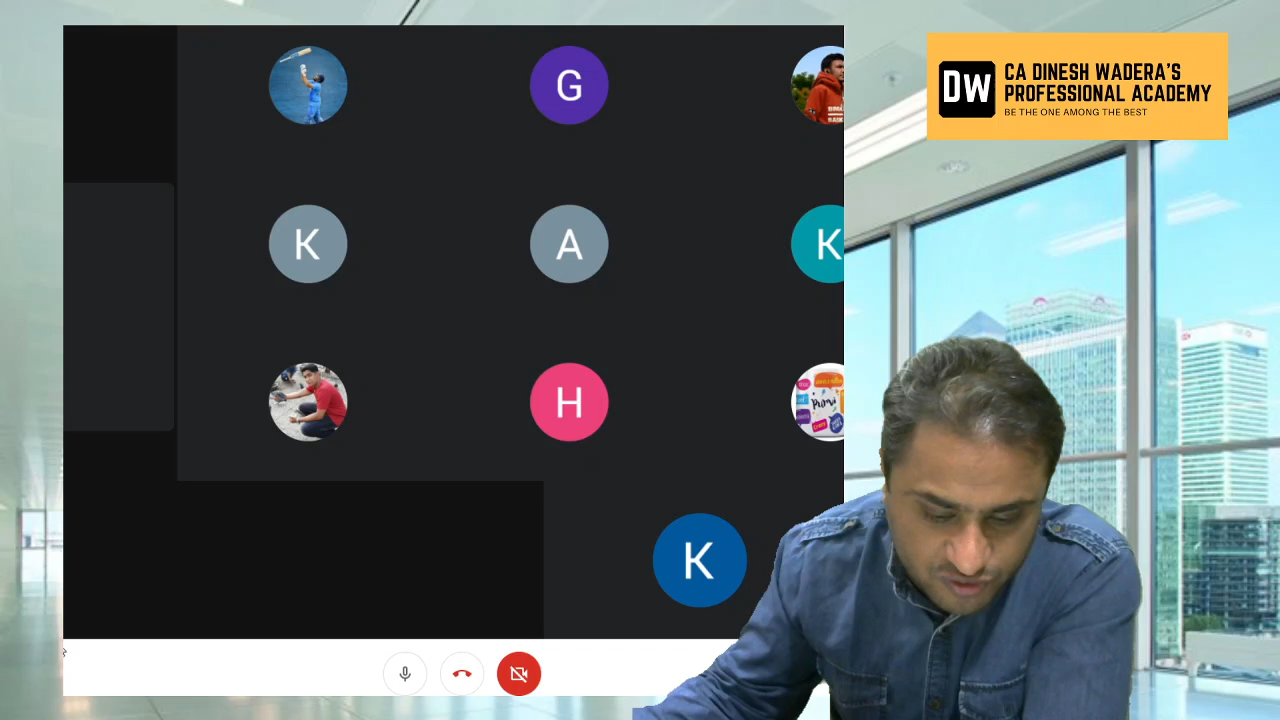 G
K
A
K
H
K
DW
CA DINESH WADERA'S
PROFESSIONAL ACADEMY
BE THE ONE AMONG THE BEST